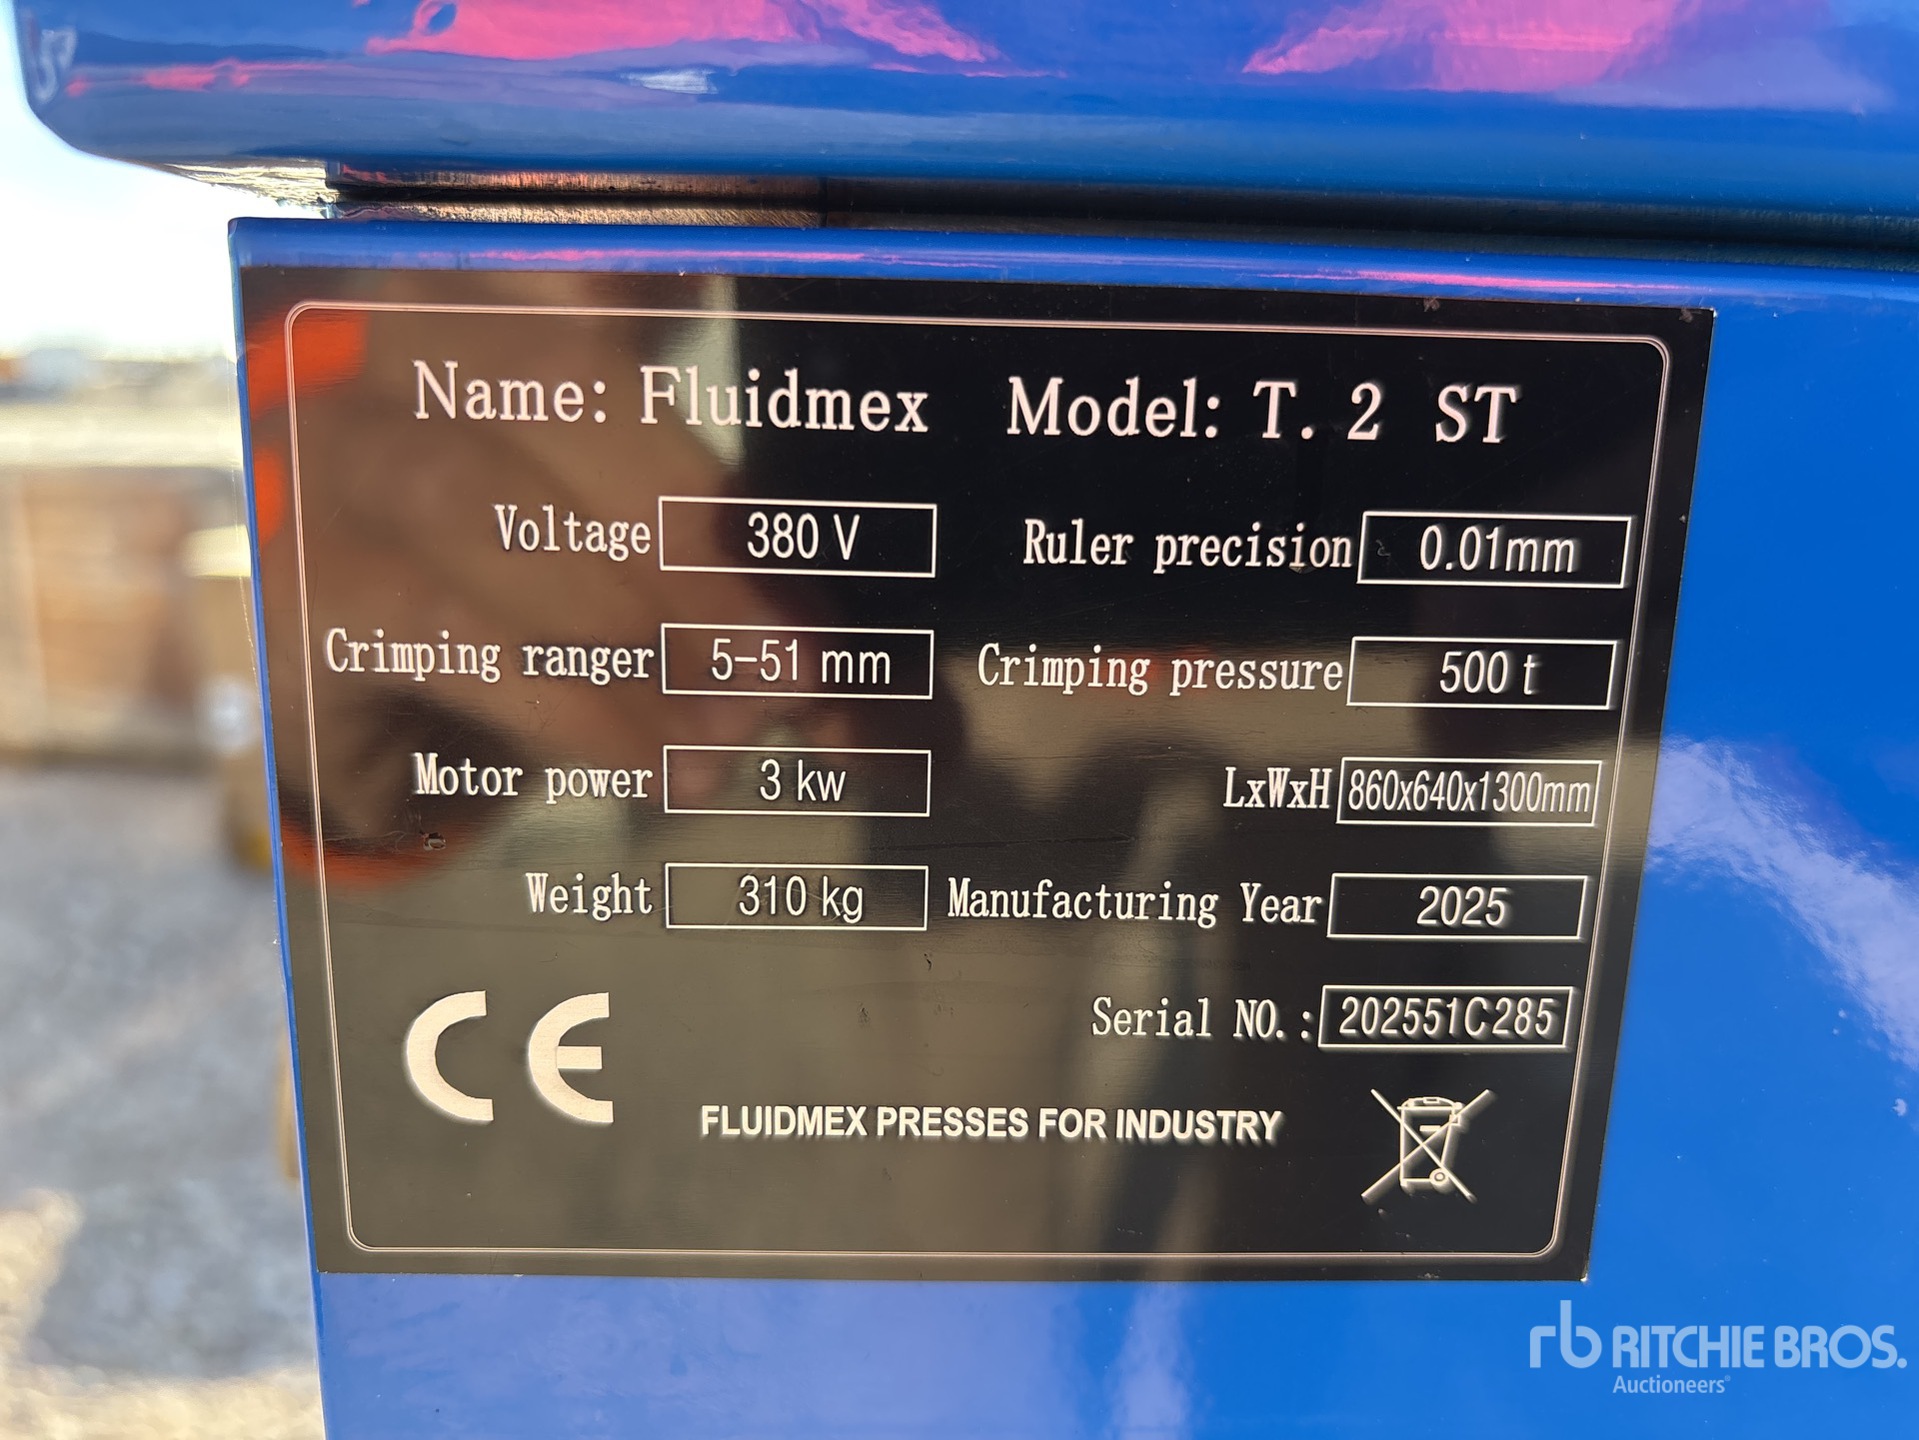 Name: Fluidmex Model: T. 2 ST
Voltage 380 V Ruler precision 0.01mm
Crimping ranger 5-51 mm Crimping pressure 500 t
Motor power 3 kw LxWxH 860x640x1300mm
Weight 310 kg Manufacturing Year 2025
Serial NO.: 202551C285
CE
FLUIDMEX PRESSES FOR INDUSTRY
rb RITCHIE BROS.
Auctioneers®